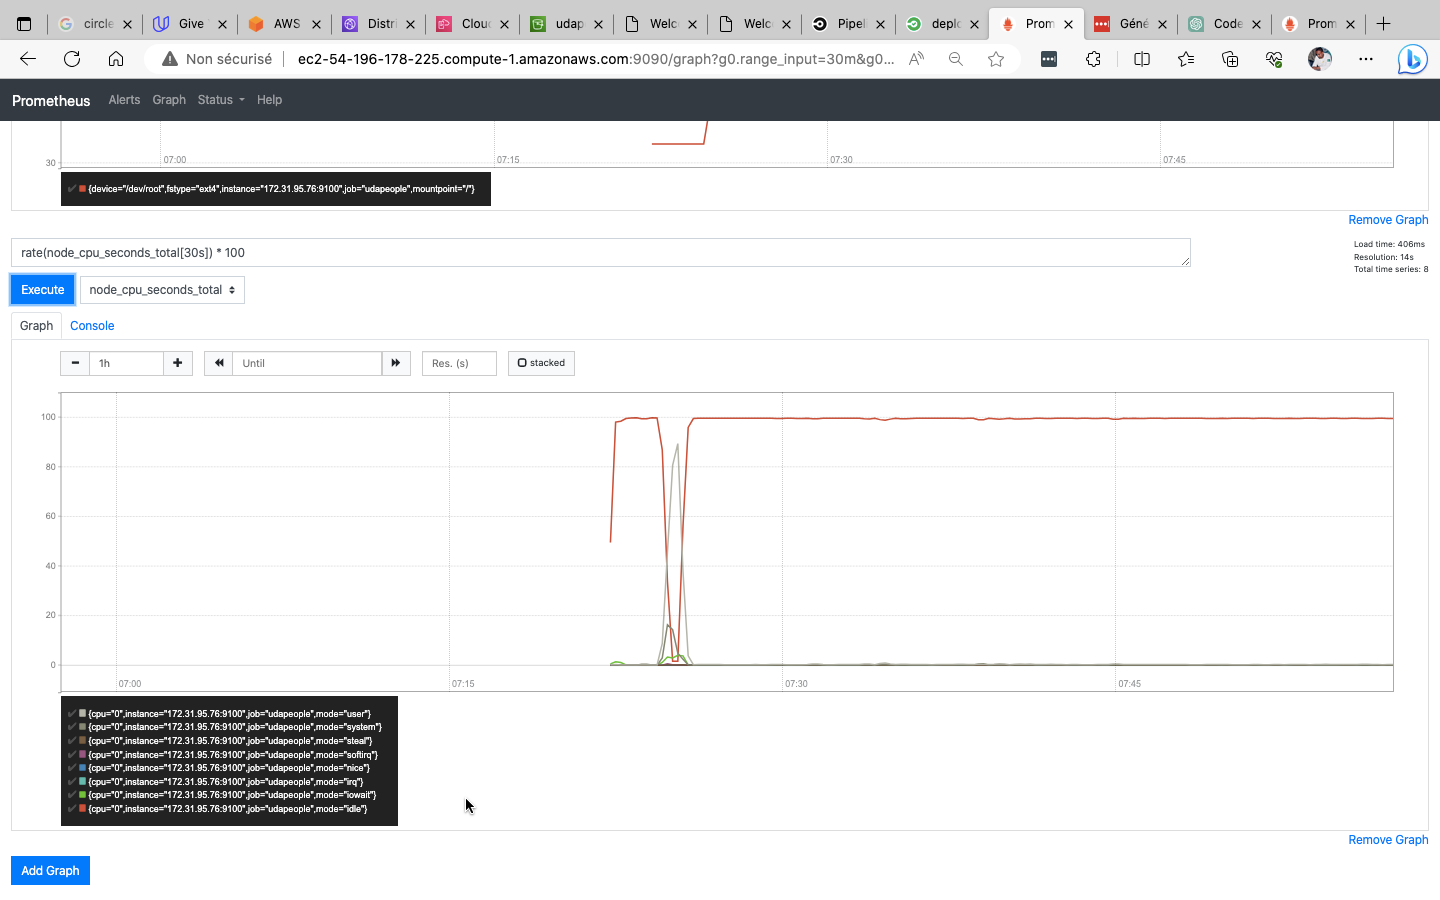 circle
Give
AWS
Distri
Clou
udap
Welc
Welc
Pipel
deplo
Prom
Géné
Code
Prom
Non sécurisé
ec2-54-196-178-225.compute-1.amazonaws.com:9090/graph?g0.range_input=30m&g0...
Prometheus Alerts Graph Status Help
30
07:00 07:15 07:30 07:45
{device="/dev/root",fstype="ext4",instance="172.31.95.76:9100",job="udapeople",mountpoint="/"}
Remove Graph
rate(node_cpu_seconds_total[30s]) * 100
Load time: 406ms
Resolution: 14s
Total time series: 8
Execute node_cpu_seconds_total
Graph Console
1h Until Res. (s) stacked
100
80
60
40
20
0
07:00 07:15 07:30 07:45
{cpu="0",instance="172.31.95.76:9100",job="udapeople",mode="user"}
{cpu="0",instance="172.31.95.76:9100",job="udapeople",mode="system"}
{cpu="0",instance="172.31.95.76:9100",job="udapeople",mode="steal"}
{cpu="0",instance="172.31.95.76:9100",job="udapeople",mode="softirq"}
{cpu="0",instance="172.31.95.76:9100",job="udapeople",mode="nice"}
{cpu="0",instance="172.31.95.76:9100",job="udapeople",mode="irq"}
{cpu="0",instance="172.31.95.76:9100",job="udapeople",mode="iowait"}
{cpu="0",instance="172.31.95.76:9100",job="udapeople",mode="idle"}
Remove Graph
Add Graph